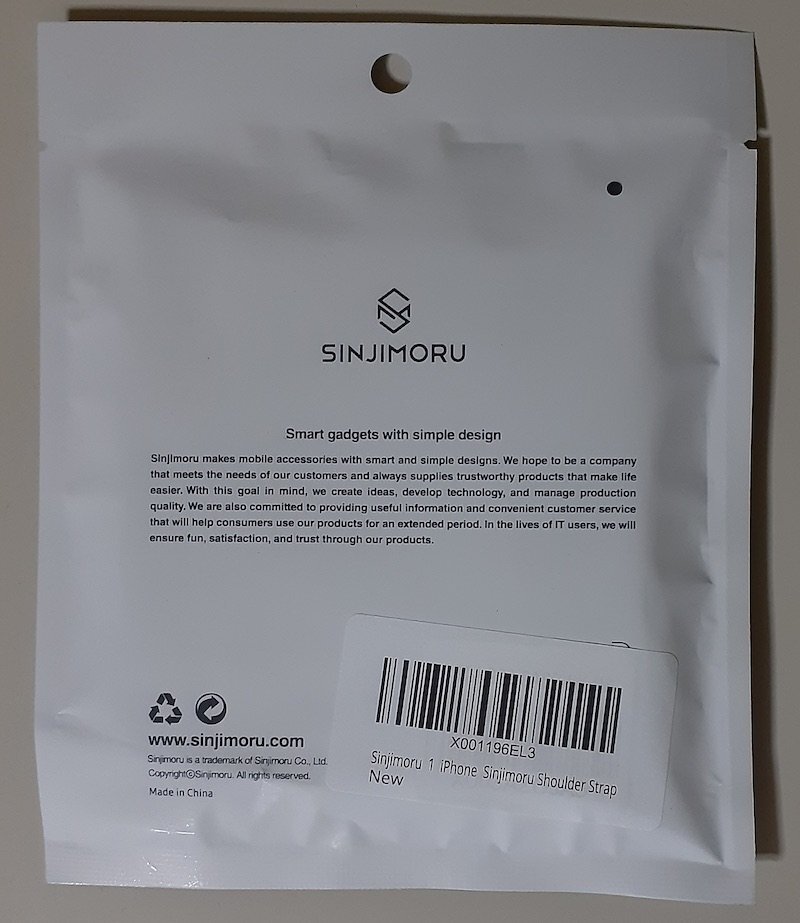 SINJIMORU
Smart gadgets with simple design
Sinjimoru makes mobile accessories with smart and simple designs. We hope to be a company
that meets the needs of our customers and always supplies trustworthy products that make life
easier. With this goal in mind, we create ideas, develop technology, and manage production
quality. We are also committed to providing useful information and convenient customer service
that will help consumers use our products for an extended period. In the lives of IT users, we will
ensure fun, satisfaction, and trust through our products.
www.sinjimoru.com
Sinjimoru is a trademark of Sinjimoru Co., Ltd.
Copyright©Sinjimoru. All rights reserved.
Made in China
X001196EL3
Sinjimoru 1 iPhone Sinjimoru Shoulder Strap
New